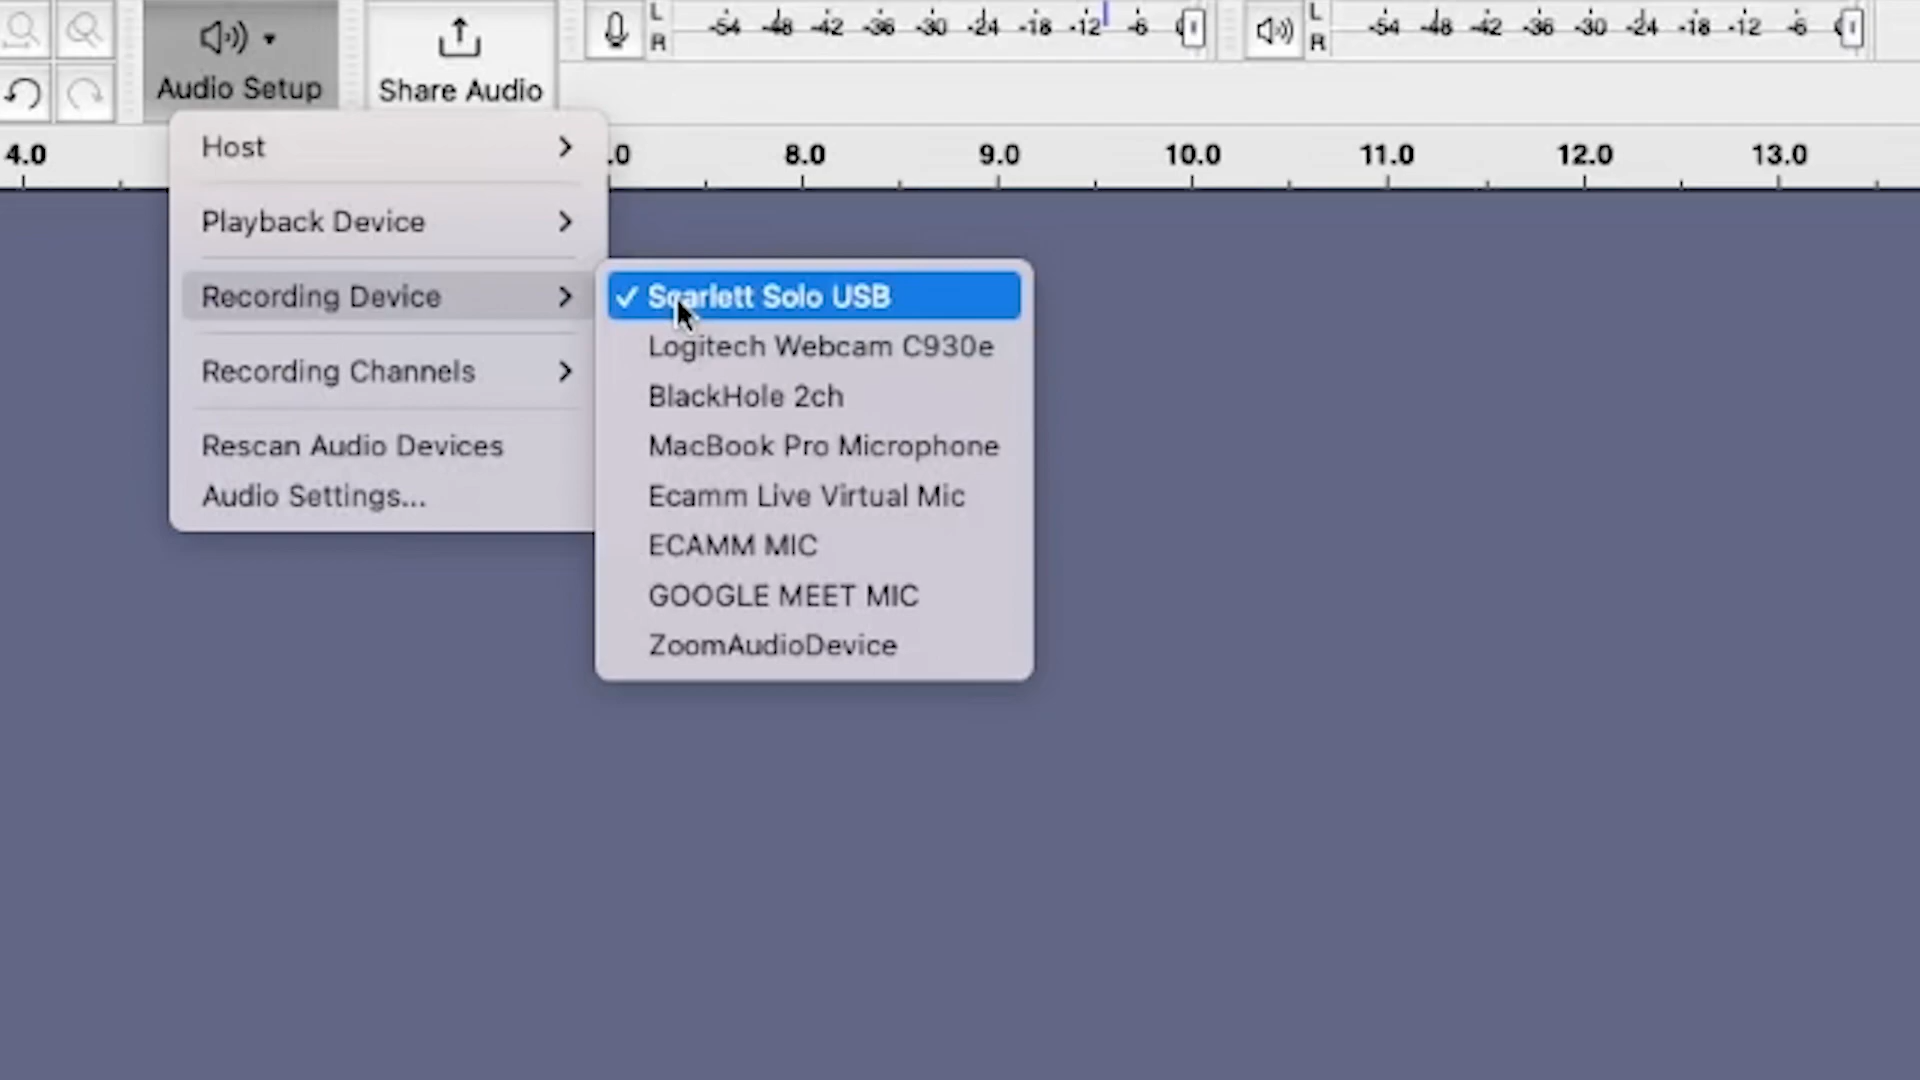 L
R
-54 -48 -42 -36 -30 -24 -18 -12 -6
L
R
-54 -48 -42 -36 -30 -24 -18 -12 -6
Audio Setup
Share Audio
4.0 .0 8.0 9.0 10.0 11.0 12.0 13.0
Host
Playback Device
Recording Device
Recording Channels
Rescan Audio Devices
Audio Settings...
Scarlett Solo USB
Logitech Webcam C930e
BlackHole 2ch
MacBook Pro Microphone
Ecamm Live Virtual Mic
ECAMM MIC
GOOGLE MEET MIC
ZoomAudioDevice